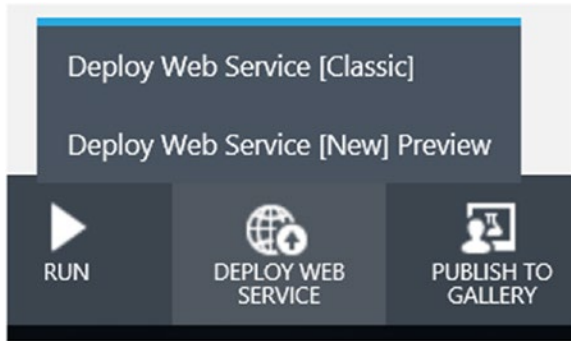 Deploy Web Service [Classic]
Deploy Web Service [New] Preview
RUN
DEPLOY WEB
SERVICE
PUBLISH TO
GALLERY